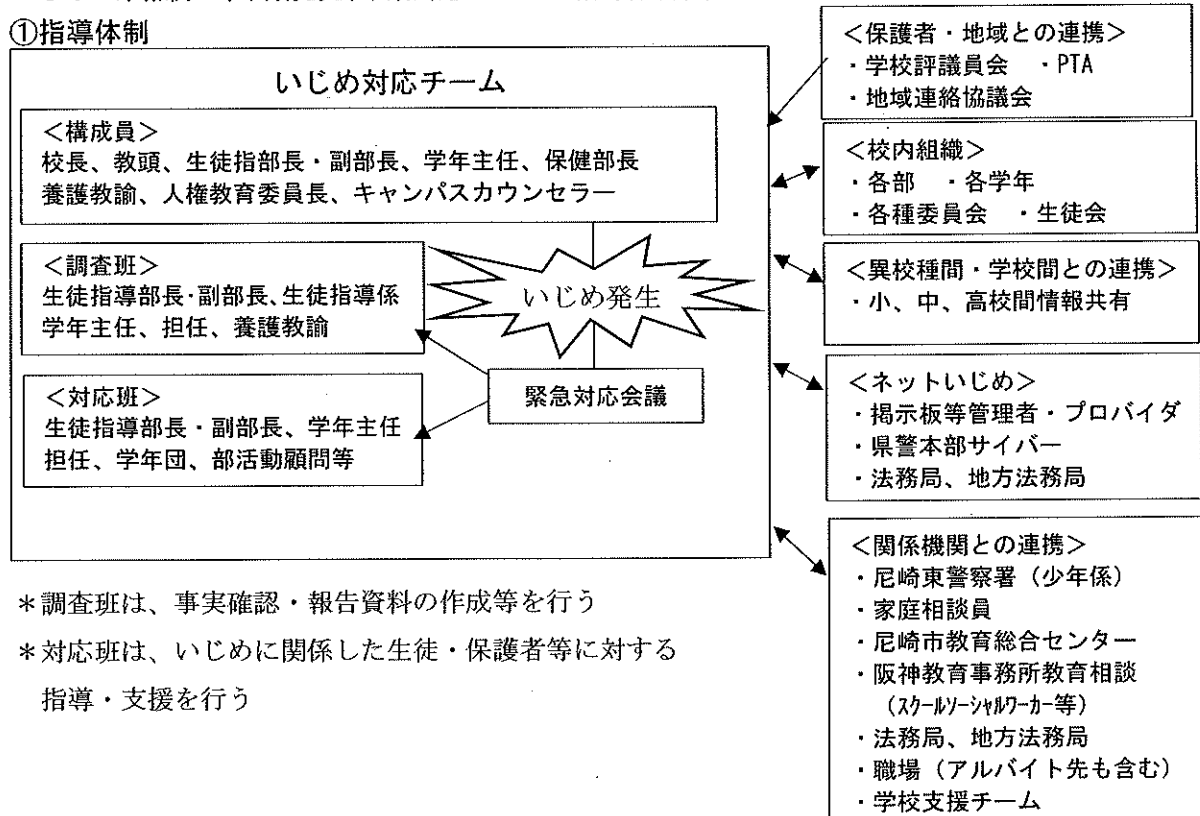 ①指導体制
いじめ対応チーム
＜構成員＞
校長、教頭、生徒指部長・副部長、学年主任、保健部長
養護教諭、人権教育委員長、キャンパスカウンセラー
＜調査班＞
生徒指導部長・副部長、生徒指導係
学年主任、担任、養護教諭
いじめ発生
緊急対応会議
＜対応班＞
生徒指導部長・副部長、学年主任
担任、学年団、部活動顧問等
＜保護者・地域との連携＞
・学校評議員会　・PTA
・地域連絡協議会
＜校内組織＞
・各部　・各学年
・各種委員会　・生徒会
＜異校種間・学校間との連携＞
・小、中、高校間情報共有
＜ネットいじめ＞
・掲示板等管理者・プロバイダ
・県警本部サイバー
・法務局、地方法務局
＜関係機関との連携＞
・尼崎東警察署（少年係）
・家庭相談員
・尼崎市教育総合センター
・阪神教育事務所教育相談
（ｽｸｰﾙｿｰｼｬﾙﾜｰｶｰ等）
・法務局、地方法務局
・職場（アルバイト先も含む）
・学校支援チーム
＊調査班は、事実確認・報告資料の作成等を行う
＊対応班は、いじめに関係した生徒・保護者等に対する
指導・支援を行う